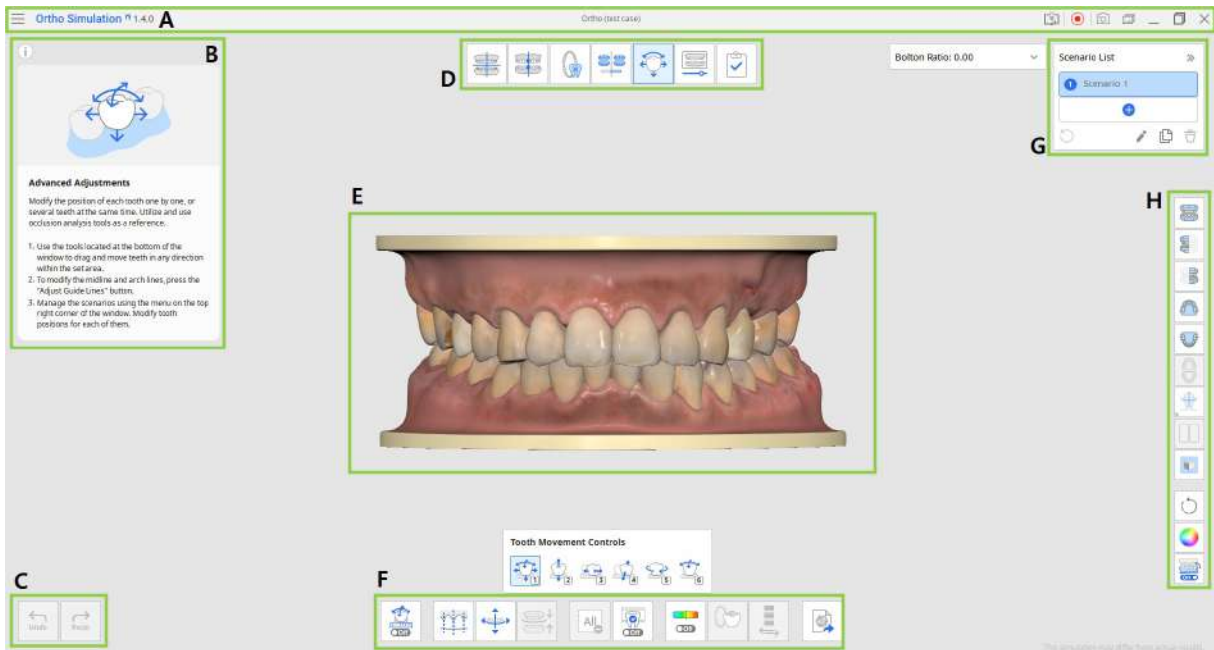 Ortho Simulation 1.4.0 A
Ortho (test case)
B
D
Bolton Ratio: 0.00
Scenario List
1 Scenario 1
G
Advanced Adjustments
Modify the position of each tooth one by one, or
several teeth at the same time. Utilize and use
occlusion analysis tools as a reference.
1. Use the tools located at the bottom of the
window to drag and move teeth in any direction
within the set area.
2. To modify the midline and arch lines, press the
"Adjust Guide Lines" button.
3. Manage the scenarios using the menu on the top
right corner of the window. Modify tooth
positions for each of them.
E
H
Tooth Movement Controls
1 2 3 4 5 6
C
F
Undo Redo
Off
All
Off
Off